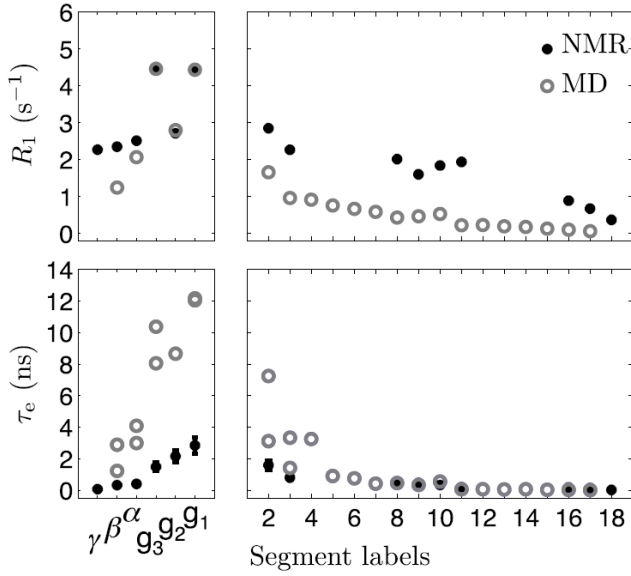 6
5
4
3
2
1
0
R₁ (s⁻¹)
NMR
MD
14
12
10
8
6
4
2
0
τₑ (ns)
γ β α g₃ g₂ g₁
2 4 6 8 10 12 14 16 18
Segment labels